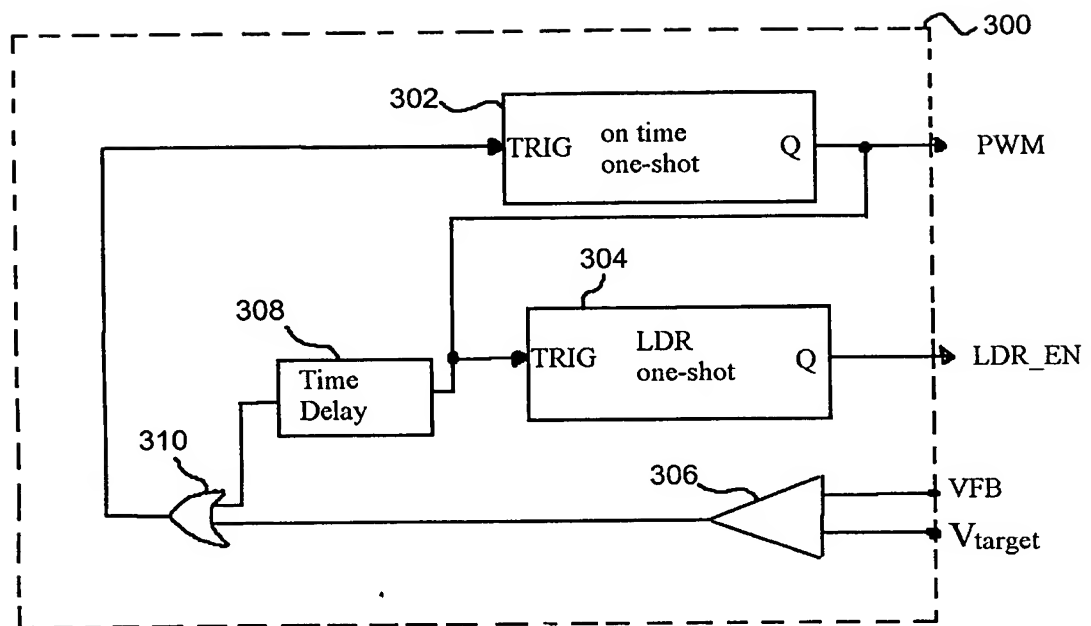 300
302
TRIG
on time
one-shot
Q
PWM
304
308
TRIG
LDR
one-shot
Q
LDR_EN
Time
Delay
310
306
VFB
Vtarget